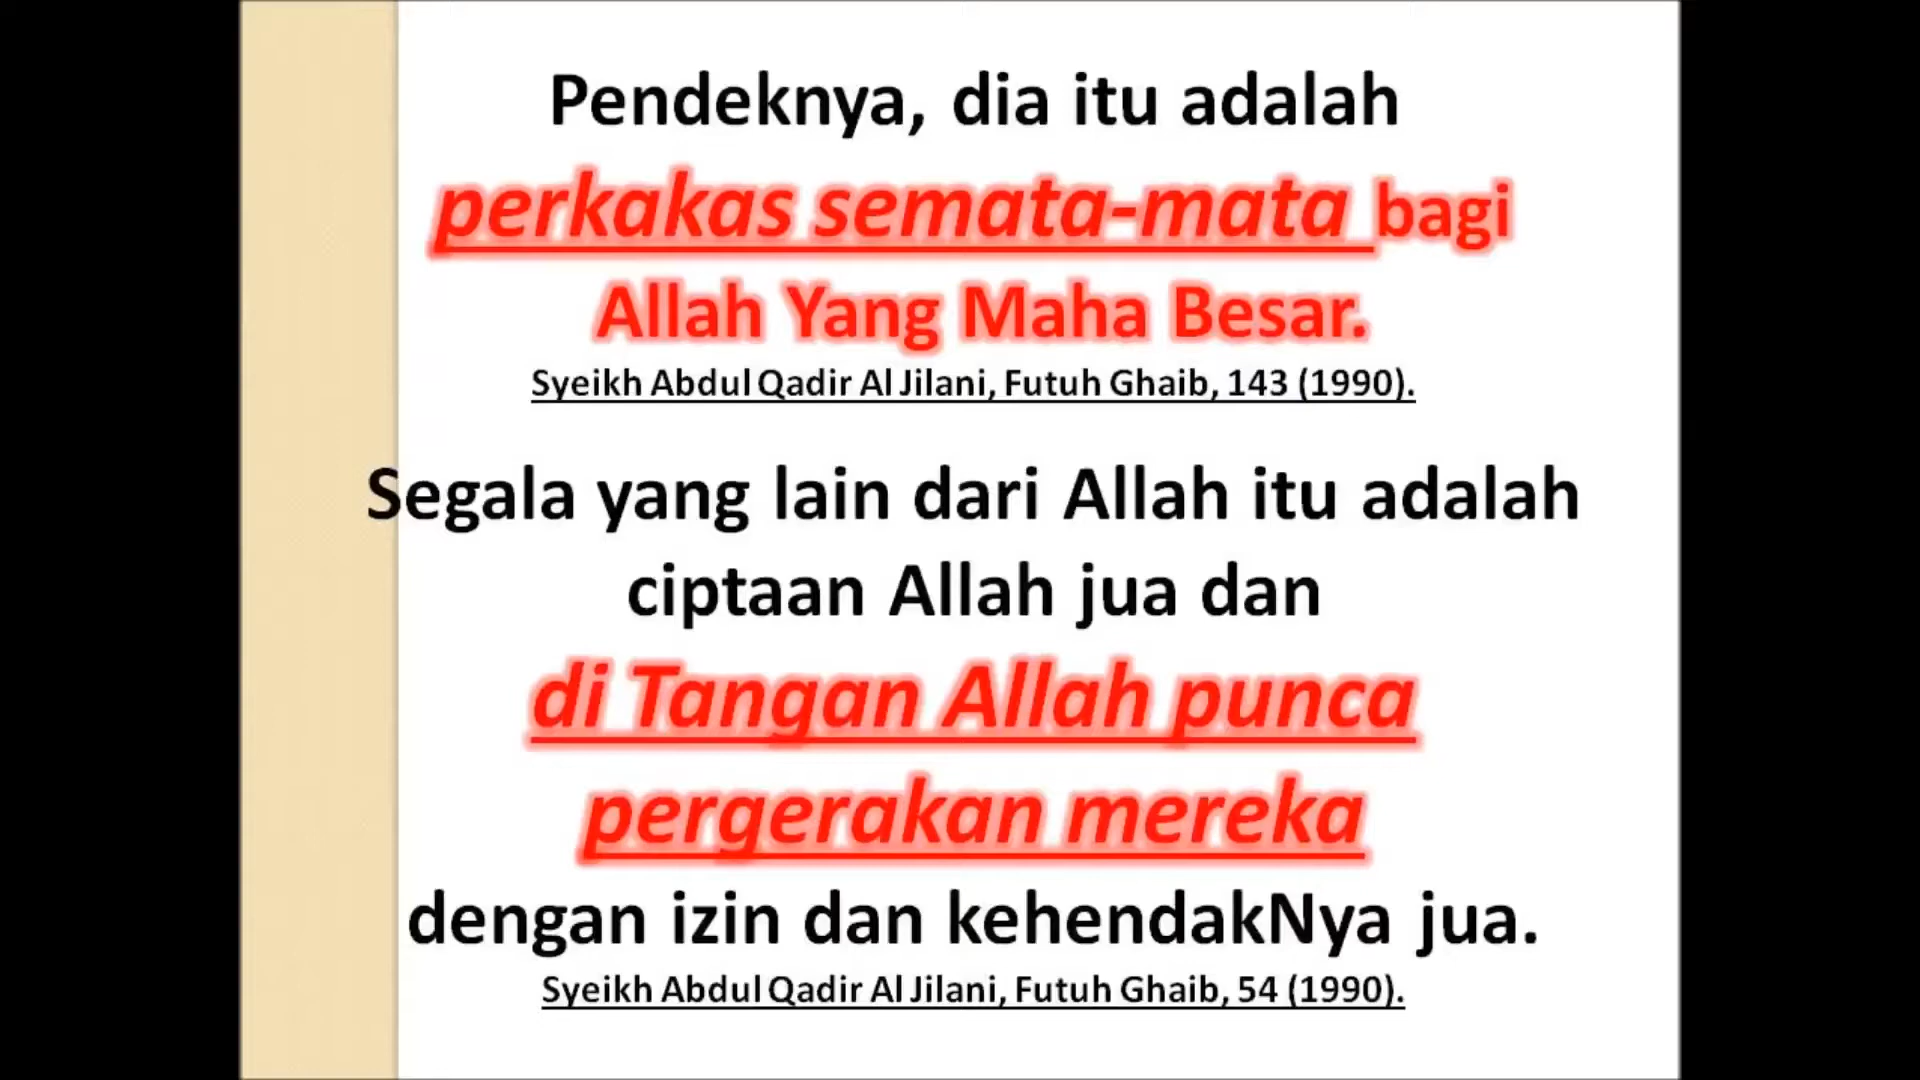 Pendeknya, dia itu adalah
perkakas semata-mata bagi
Allah Yang Maha Besar.
Syeikh Abdul Qadir Al Jilani, Futuh Ghaib, 143 (1990).
Segala yang lain dari Allah itu adalah
ciptaan Allah jua dan
di Tangan Allah punca
pergerakan mereka
dengan izin dan kehendakNya jua.
Syeikh Abdul Qadir Al Jilani, Futuh Ghaib, 54 (1990).